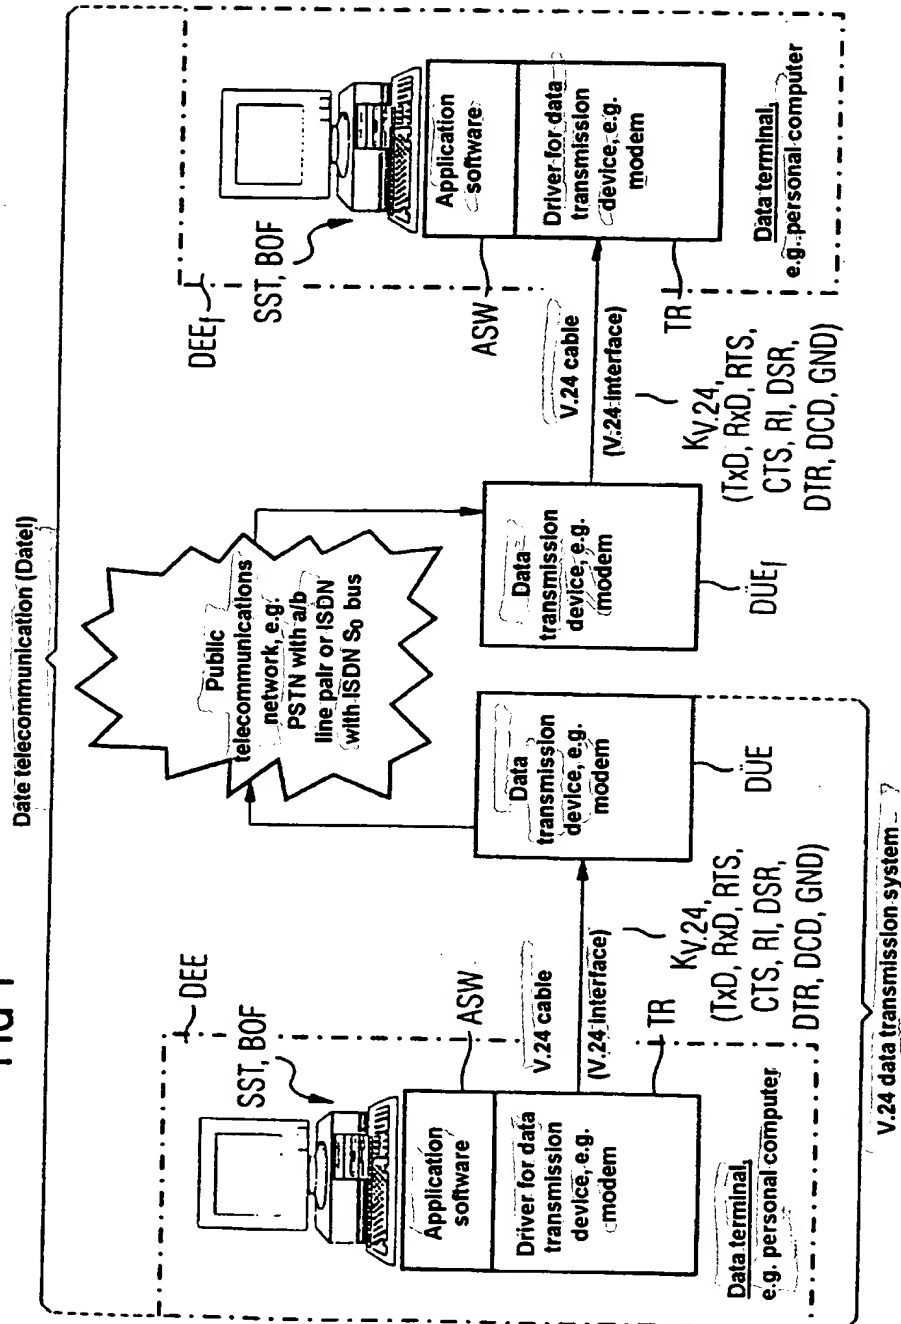 Date telecommunication (Datel)
DEE
SST, BOF
Application
software
ASW
Driver for data
transmission
device, e.g.
modem
TR
Data terminal,
e.g. personal computer
V.24 cable
(V.24 interface)
KV.24,
(TxD, RxD, RTS,
CTS, RI, DSR,
DTR, DCD, GND)
Data
transmission
device, e.g.
modem
DÜE
V.24 data transmission system
Public
telecommunications
network, e.g.
PSTN with a/b
line pair or ISDN
with ISDN S0 bus
Data
transmission
device, e.g.
modem
DÜEf
V.24 cable
(V.24 interface)
KV.24,
(TxD, RxD, RTS,
CTS, RI, DSR,
DTR, DCD, GND)
DEEf
SST, BOF
Application
software
ASW
Driver for data
transmission
device, e.g.
modem
TR
Data terminal,
e.g. personal computer